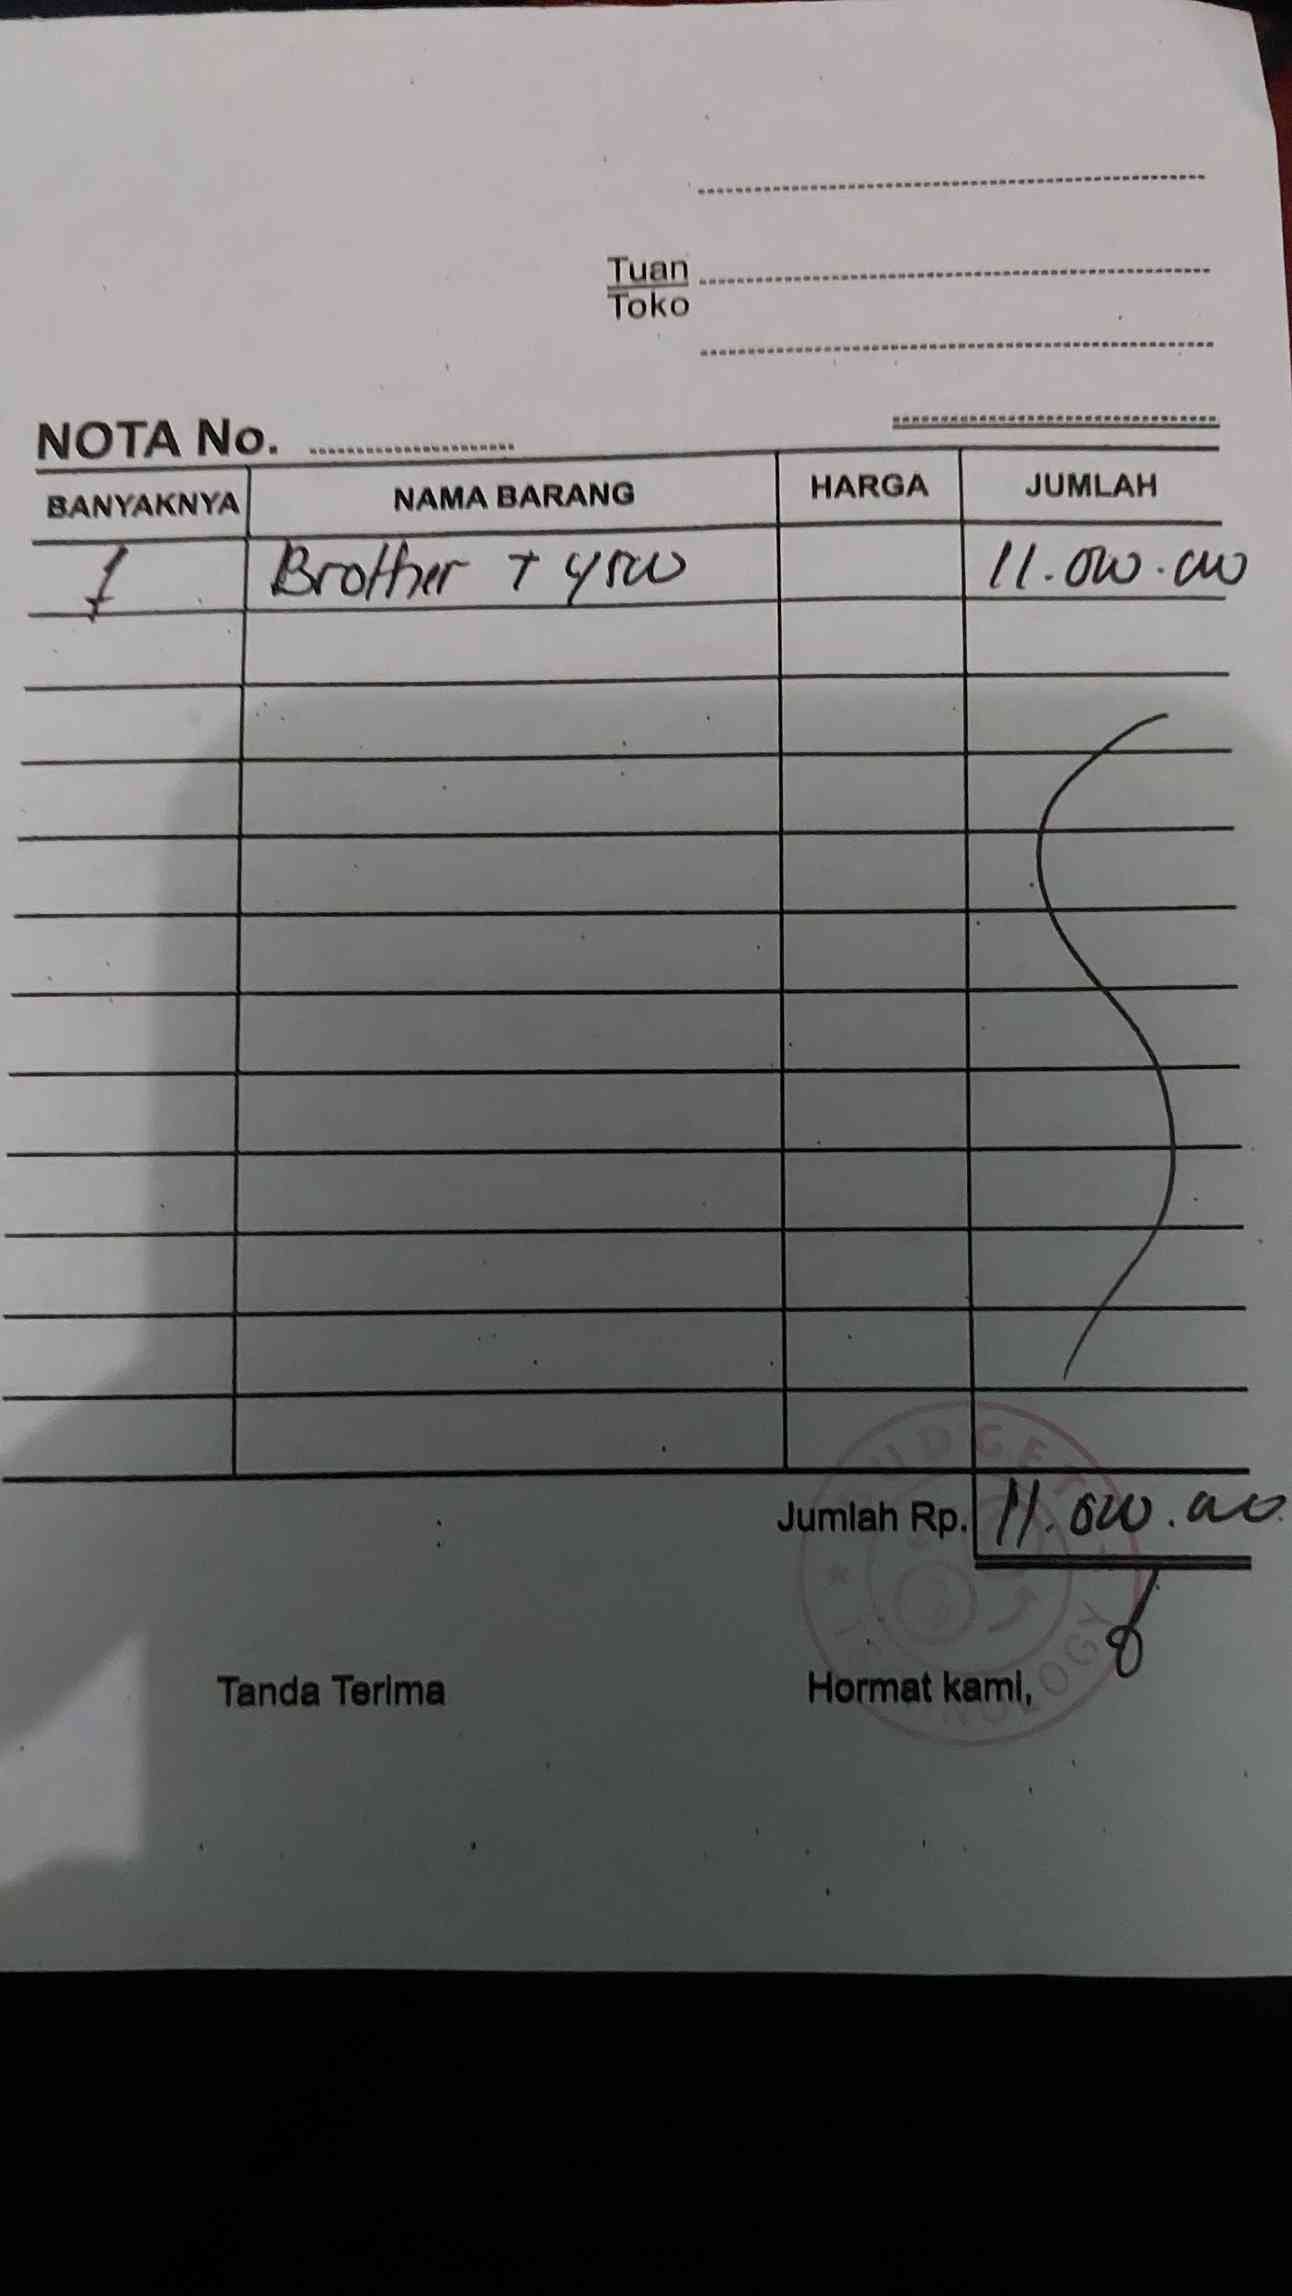 Tuan
Toko
NOTA No.
BANYAKNYA NAMA BARANG HARGA JUMLAH
1 Brother T 4500 11.000.000
Jumlah Rp. 11.000.000
Tanda Terima Hormat kami,